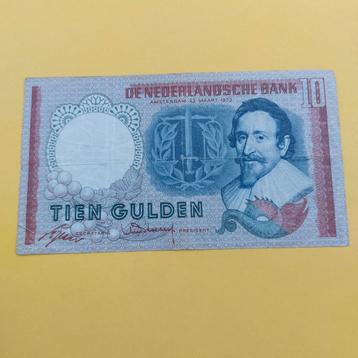 DE NEDERLANDSCHE BANK
10
AMSTERDAM 23 MAART 1953
TIEN GULDEN
SECRETARIS
PRESIDENT